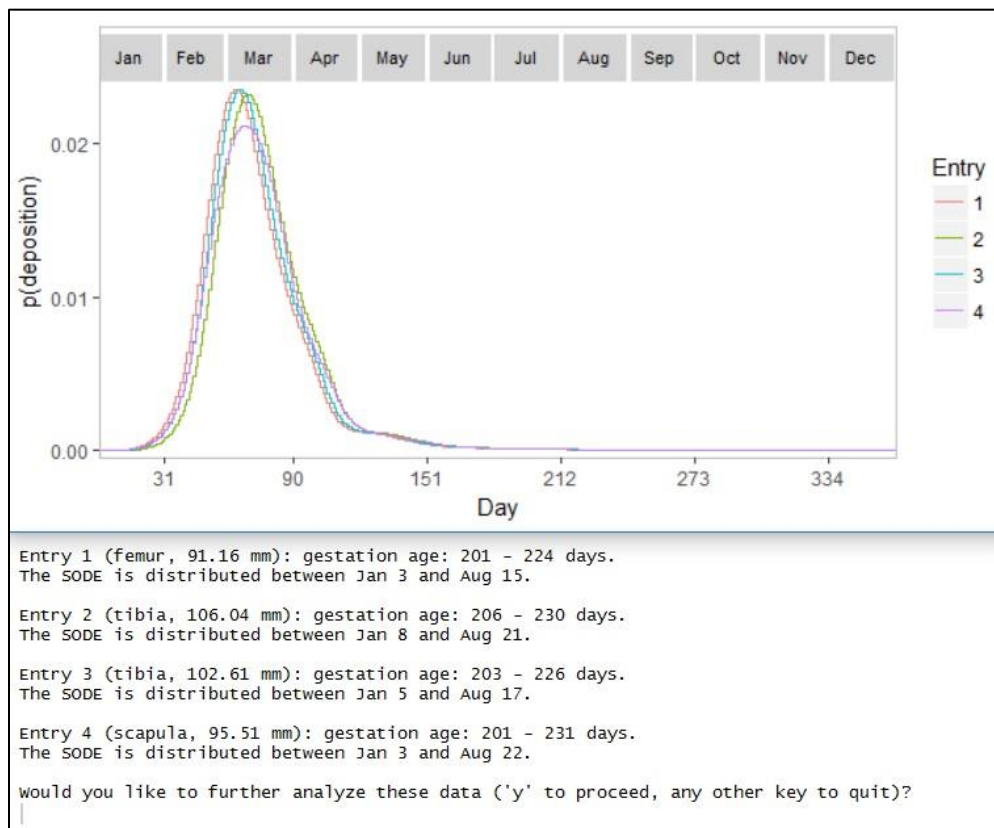 Jan Feb Mar Apr May Jun Jul Aug Sep Oct Nov Dec
0.02
0.01
0.00
p(deposition)
31 90 151 212 273 334
Day
Entry
1
2
3
4
Entry 1 (femur, 91.16 mm): gestation age: 201 - 224 days.
The SODE is distributed between Jan 3 and Aug 15.
Entry 2 (tibia, 106.04 mm): gestation age: 206 - 230 days.
The SODE is distributed between Jan 8 and Aug 21.
Entry 3 (tibia, 102.61 mm): gestation age: 203 - 226 days.
The SODE is distributed between Jan 5 and Aug 17.
Entry 4 (scapula, 95.51 mm): gestation age: 201 - 231 days.
The SODE is distributed between Jan 3 and Aug 22.
Would you like to further analyze these data ('y' to proceed, any other key to quit)?